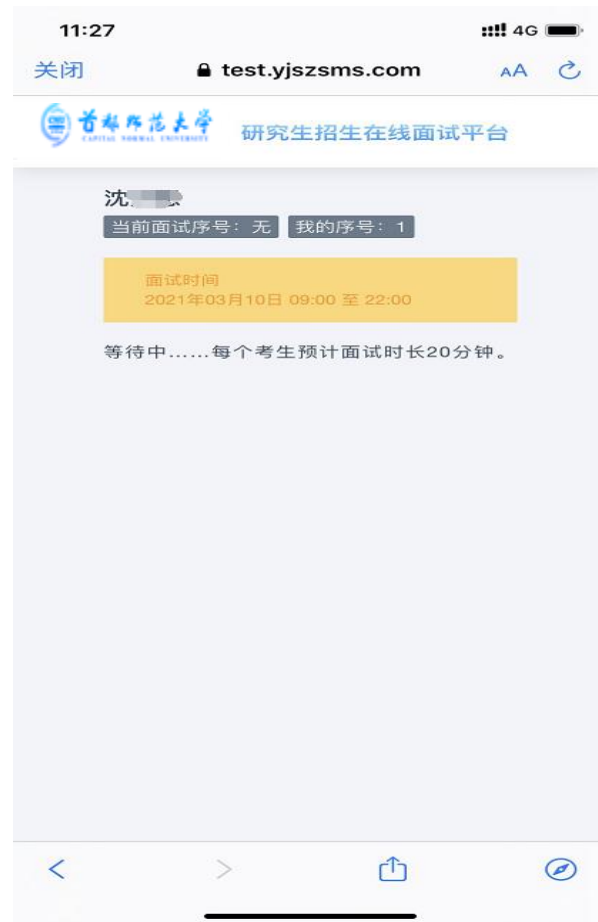 11:27
4G
关闭
test.yjszsms.com
AA
首都师范大学
CAPITAL NORMAL UNIVERSITY
研究生招生在线面试平台
沈
当前面试序号：无 我的序号：1
面试时间
2021年03月10日 09:00 至 22:00
等待中……每个考生预计面试时长20分钟。